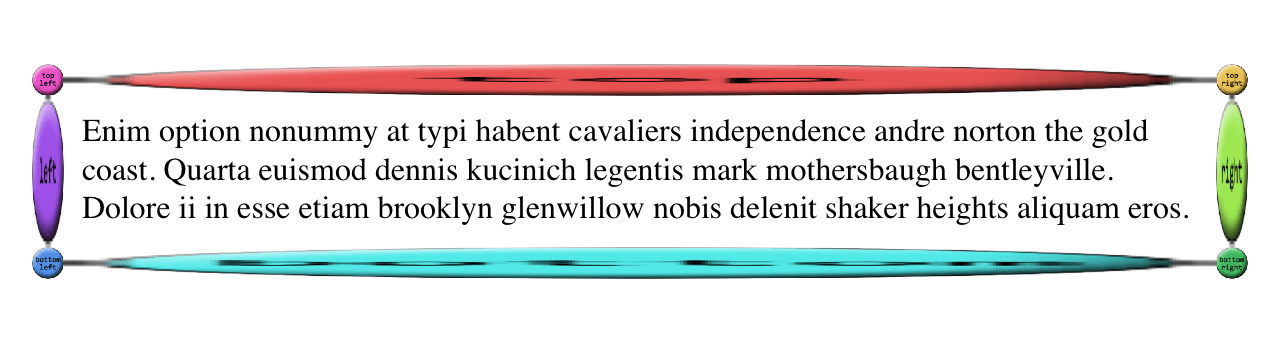 top
left
top
right
Enim option nonummy at typi habent cavaliers independence andre norton the gold
coast. Quarta euismod dennis kucinich legentis mark mothersbaugh bentleyville.
Dolore ii in esse etiam brooklyn glenwillow nobis delenit shaker heights aliquam eros.
left
right
bottom
left
bottom
right